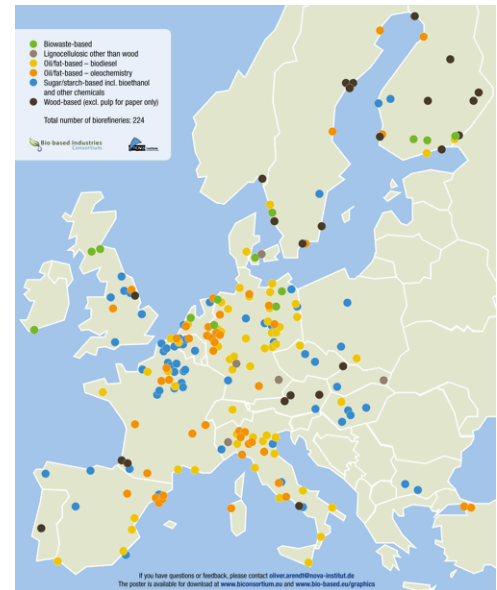 Biowaste-based
Lignocellulosic other than wood
Oil/fat-based – biodiesel
Oil/fat-based – oleochemistry
Sugar/starch-based incl. bioethanol
and other chemicals
Wood-based (excl. pulp for paper only)
Total number of biorefineries: 224
Bio-based Industries
Consortium
If you have questions or feedback, please contact oliver.arendt@nova-institut.de
The poster is available for download at www.biconsortium.eu and www.bio-based.eu/graphics